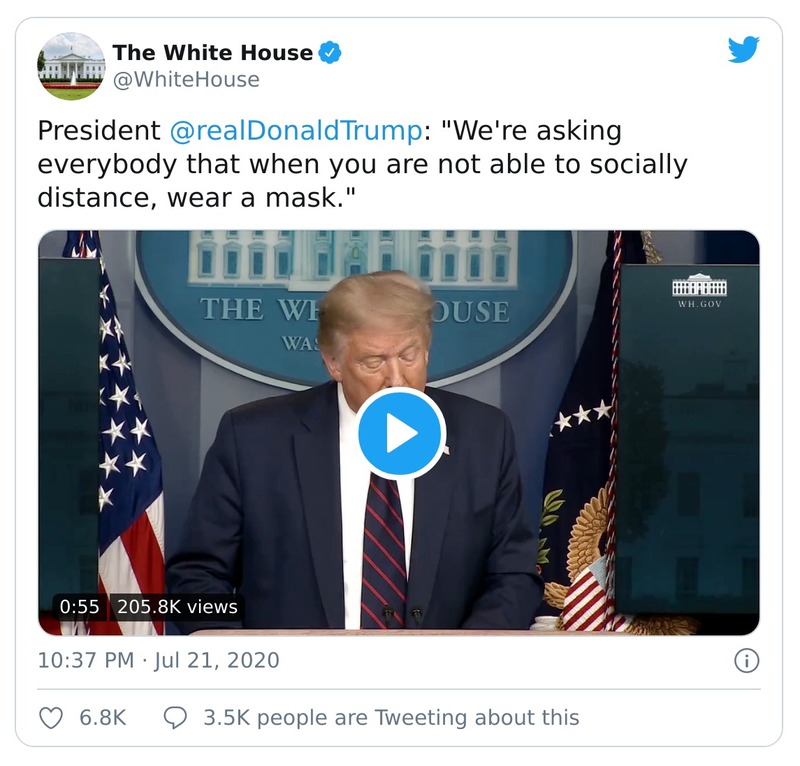 The White House
@WhiteHouse
President @realDonaldTrump: "We're asking
everybody that when you are not able to socially
distance, wear a mask."
THE WH OUSE
WAS
WH.GOV
0:55 205.8K views
10:37 PM · Jul 21, 2020
6.8K 3.5K people are Tweeting about this